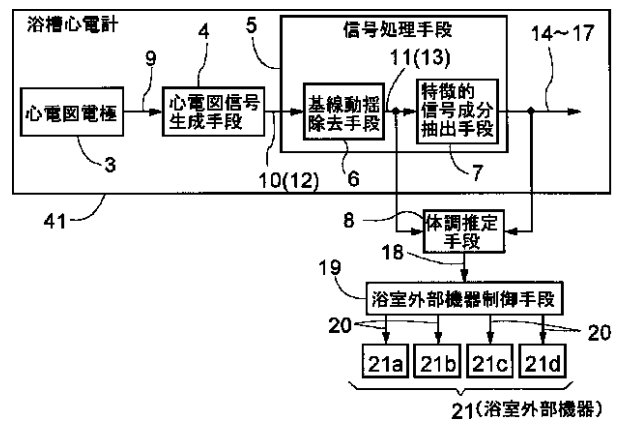 浴槽心電計
4
5
信号処理手段
9
11(13)
14～17
心電図電極
心電図信号
生成手段
基線動揺
除去手段
特徴的
信号成分
抽出手段
3
10(12)
6
7
41
8
体調推定
手段
18
19
浴室外部機器制御手段
20
20
21a
21b
21c
21d
21(浴室外部機器)